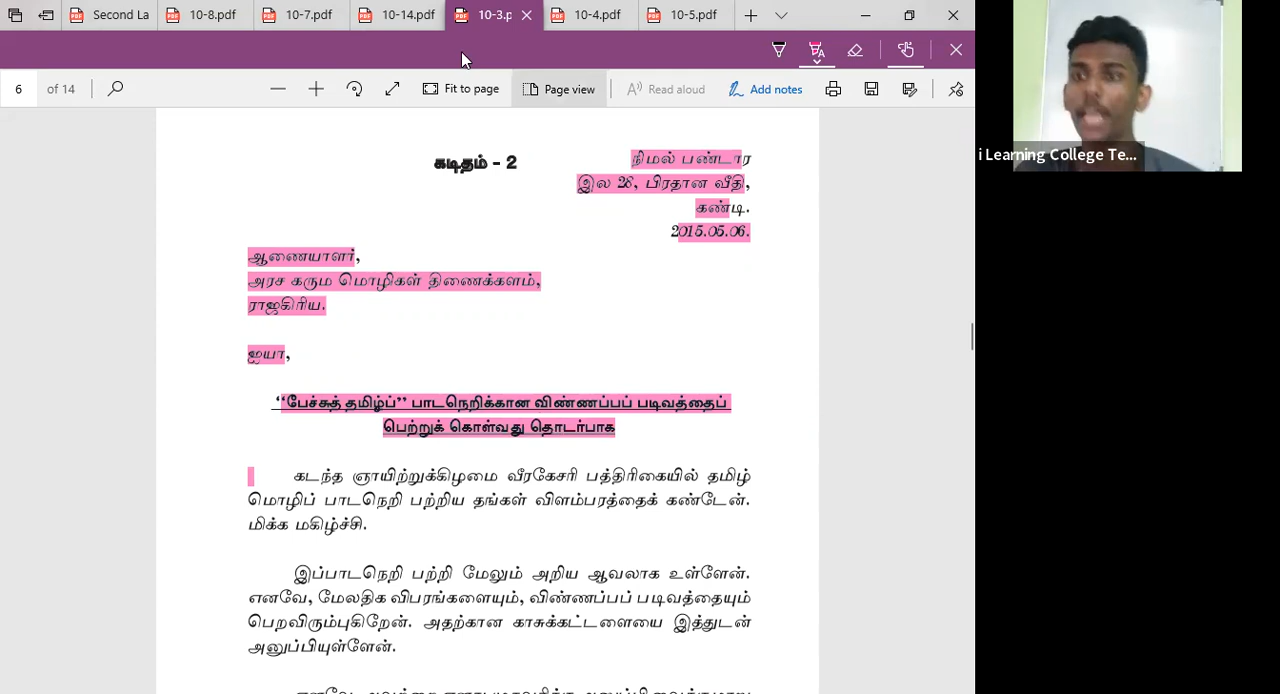 Second La 10-8.pdf 10-7.pdf 10-14.pdf 10-3.p 10-4.pdf 10-5.pdf
6 of 14 Fit to page Page view Read aloud Add notes
i Learning College Te...
கடிதம் - 2
நிமல் பண்டார
இல 28, பிரதான வீதி,
கண்டி.
2015.05.06.
ஆணையாளர்,
அரச கரும மொழிகள் திணைக்களம்,
ராஜகிரிய.
ஐயா,
‘‘பேச்சுத் தமிழ்ப்’’ பாடநெறிக்கான விண்ணப்பப் படிவத்தைப்
பெற்றுக் கொள்வது தொடர்பாக
கடந்த ஞாயிற்றுக்கிழமை வீரகேசரி பத்திரிகையில் தமிழ்
மொழிப் பாடநெறி பற்றிய தங்கள் விளம்பரத்தைக் கண்டேன்.
மிக்க மகிழ்ச்சி.
இப்பாடநெறி பற்றி மேலும் அறிய ஆவலாக உள்ளேன்.
எனவே, மேலதிக விபரங்களையும், விண்ணப்பப் படிவத்தையும்
பெறவிரும்புகிறேன். அதற்கான காசுக்கட்டளையை இத்துடன்
அனுப்பியுள்ளேன்.